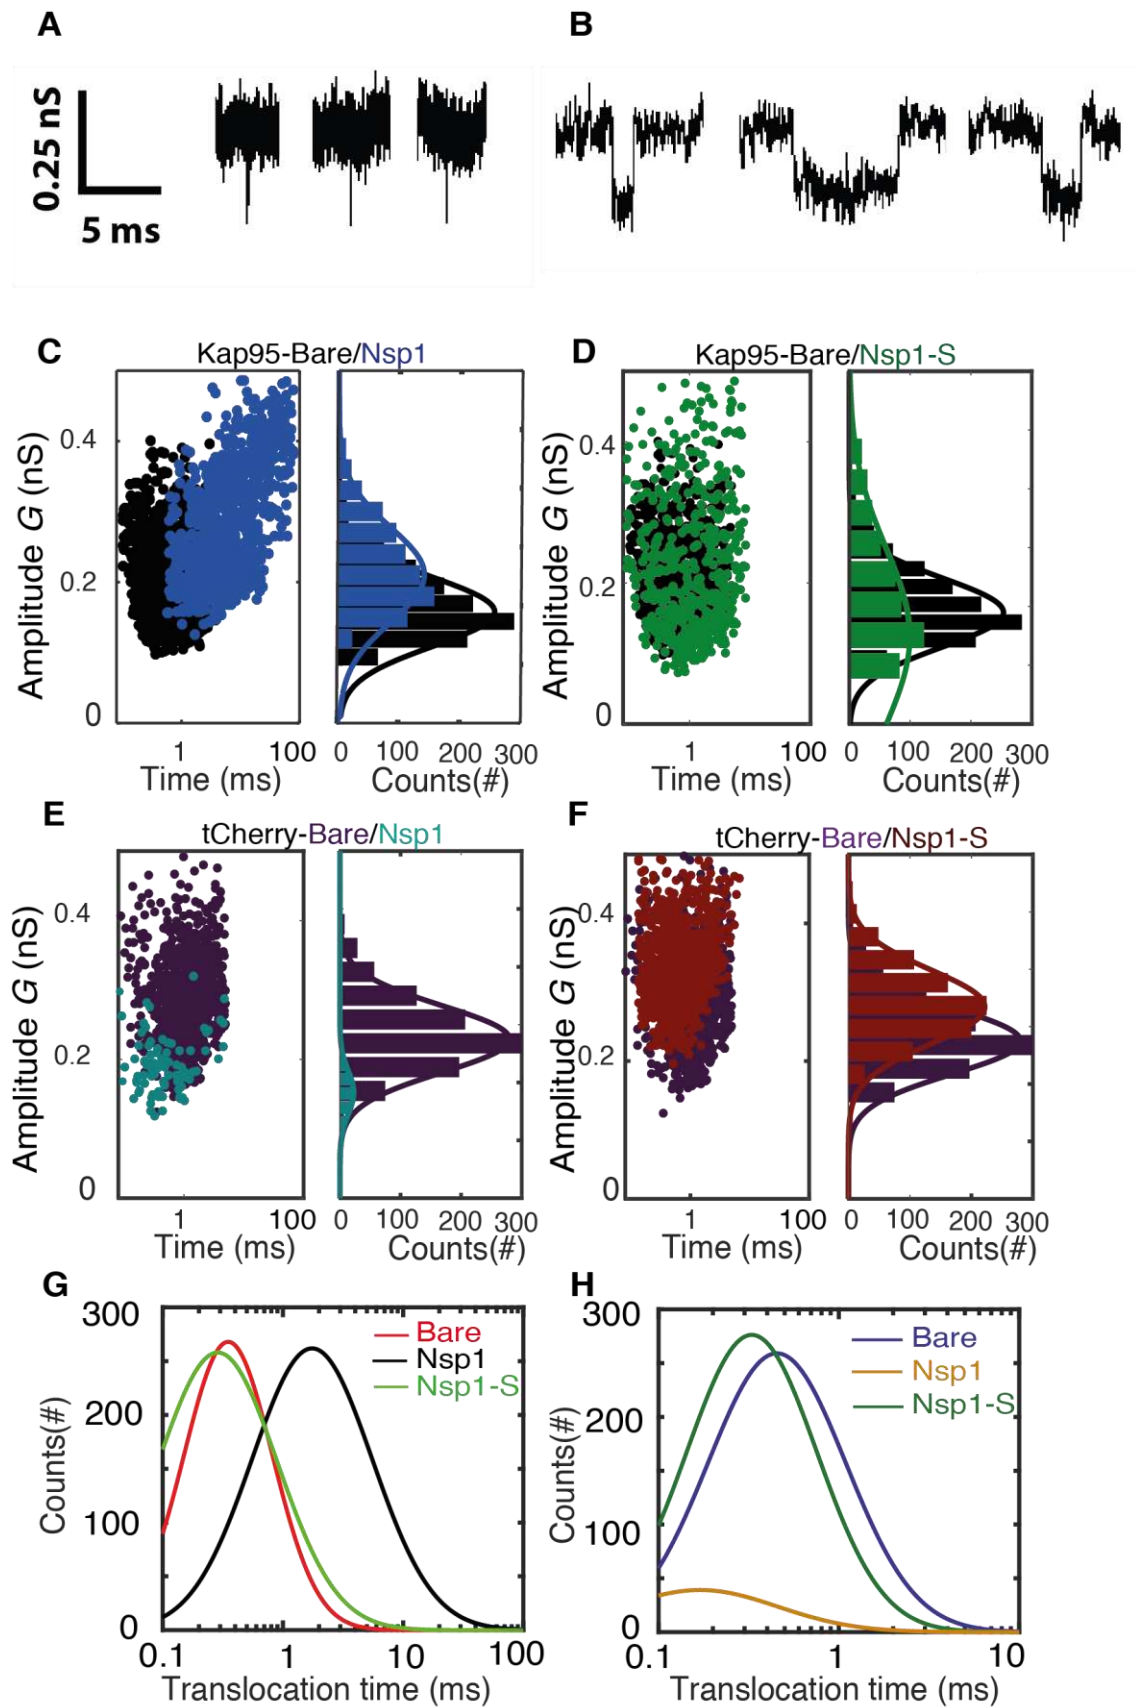 A
B
0.25 nS
5 ms
C
Kap95-Bare/Nsp1
D
Kap95-Bare/Nsp1-S
Amplitude G (nS)
0.4
0.2
0
1
100
Time (ms)
0
100
200
300
Counts(#)
Amplitude G (nS)
0.4
0.2
0
1
100
Time (ms)
0
100
200
300
Counts(#)
E
tCherry-Bare/Nsp1
F
tCherry-Bare/Nsp1-S
Amplitude G (nS)
0.4
0.2
0
1
100
Time (ms)
0
100
200
300
Counts(#)
Amplitude G (nS)
0.4
0.2
0
1
100
Time (ms)
0
100
200
300
Counts(#)
G
Counts(#)
300
200
100
0
Bare
Nsp1
Nsp1-S
0.1
1
10
100
Translocation time (ms)
H
Counts(#)
300
200
100
0
Bare
Nsp1
Nsp1-S
0.1
1
10
Translocation time (ms)